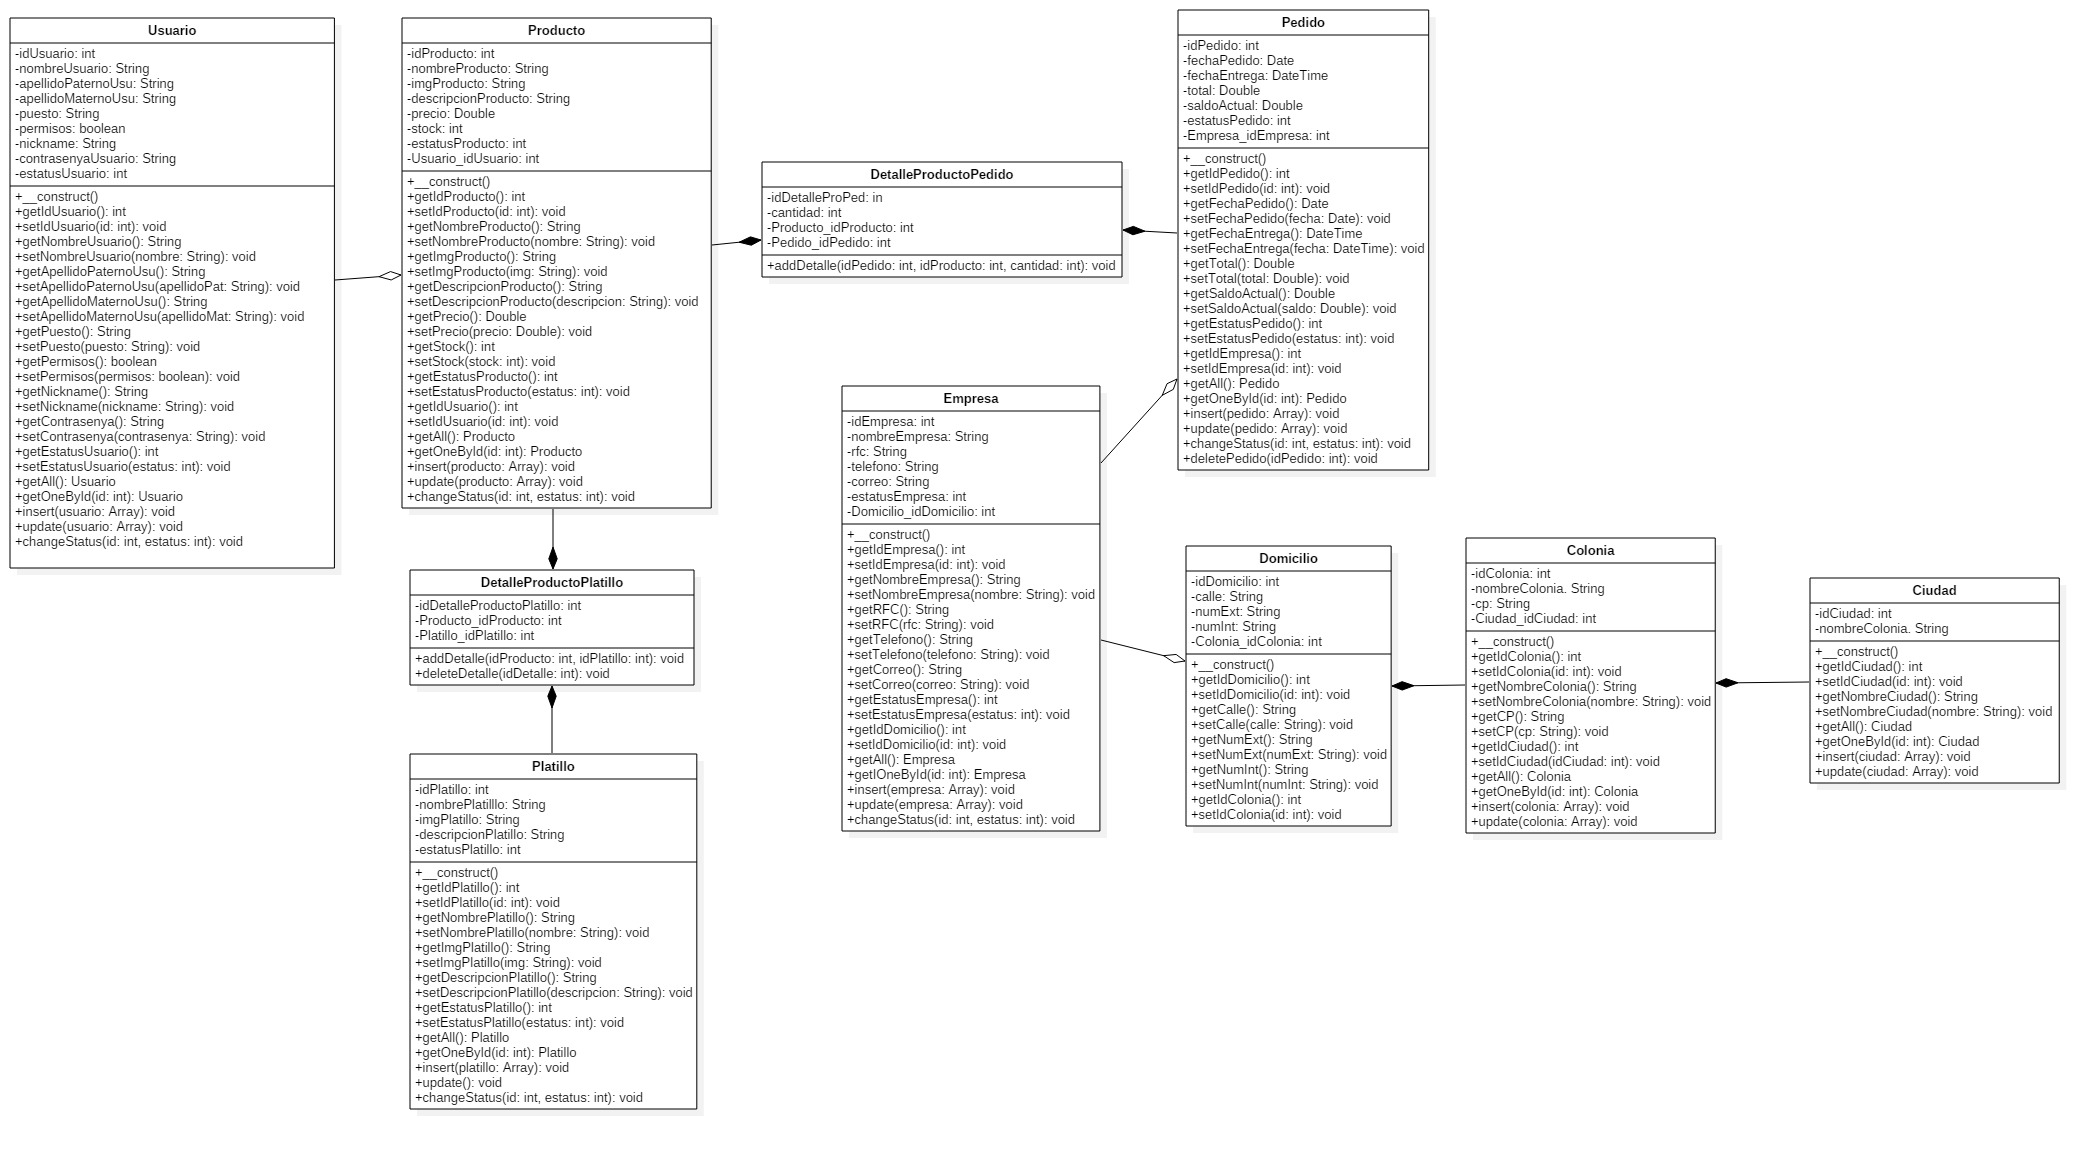 Usuario
-idUsuario: int
-nombreUsuario: String
-apellidoPaternoUsu: String
-apellidoMaternoUsu: String
-puesto: String
-permisos: boolean
-nickname: String
-contrasenyaUsuario: String
-estatusUsuario: int
+__construct()
+getIdUsuario(): int
+setIdUsuario(id: int): void
+getNombreUsuario(): String
+setNombreUsuario(nombre: String): void
+getApellidoPaternoUsu(): String
+setApellidoPaternoUsu(apellidoPat: String): void
+getApellidoMaternoUsu(): String
+setApellidoMaternoUsu(apellidoMat: String): void
+getPuesto(): String
+setPuesto(puesto: String): void
+getPermisos(): boolean
+setPermisos(permisos: boolean): void
+getNickname(): String
+setNickname(nickname: String): void
+getContrasenya(): String
+setContrasenya(contrasenya: String): void
+getEstatusUsuario(): int
+setEstatusUsuario(estatus: int): void
+getAll(): Usuario
+getOneById(id: int): Usuario
+insert(usuario: Array): void
+update(usuario: Array): void
+changeStatus(id: int, estatus: int): void
Producto
-idProducto: int
-nombreProducto: String
-imgProducto: String
-descripcionProducto: String
-precio: Double
-stock: int
-estatusProducto: int
-Usuario_idUsuario: int
+__construct()
+getIdProducto(): int
+setIdProducto(id: int): void
+getNombreProducto(): String
+setNombreProducto(nombre: String): void
+getImgProducto(): String
+setImgProducto(img: String): void
+getDescripcionProducto(): String
+setDescripcionProducto(descripcion: String): void
+getPrecio(): Double
+setPrecio(precio: Double): void
+getStock(): int
+setStock(stock: int): void
+getEstatusProducto(): int
+setEstatusProducto(estatus: int): void
+getIdUsuario(): int
+setIdUsuario(id: int): void
+getAll(): Producto
+getOneById(id: int): Producto
+insert(producto: Array): void
+update(producto: Array): void
+changeStatus(id: int, estatus: int): void
DetalleProductoPlatillo
-idDetalleProductoPlatillo: int
-Producto_idProducto: int
-Platillo_idPlatillo: int
+addDetalle(idProducto: int, idPlatillo: int): void
+deleteDetalle(idDetalle: int): void
Platillo
-idPlatillo: int
-nombrePlatilllo: String
-imgPlatillo: String
-descripcionPlatillo: String
-estatusPlatillo: int
+__construct()
+getIdPlatillo(): int
+setIdPlatillo(id: int): void
+getNombrePlatillo(): String
+setNombrePlatillo(nombre: String): void
+getImgPlatillo(): String
+setImgPlatillo(img: String): void
+getDescripcionPlatillo(): String
+setDescripcionPlatillo(descripcion: String): void
+getEstatusPlatillo(): int
+setEstatusPlatillo(estatus: int): void
+getAll(): Platillo
+getOneById(id: int): Platillo
+insert(platillo: Array): void
+update(): void
+changeStatus(id: int, estatus: int): void
DetalleProductoPedido
-idDetalleProPed: in
-cantidad: int
-Producto_idProducto: int
-Pedido_idPedido: int
+addDetalle(idPedido: int, idProducto: int, cantidad: int): void
Pedido
-idPedido: int
-fechaPedido: Date
-fechaEntrega: DateTime
-total: Double
-saldoActual: Double
-estatusPedido: int
-Empresa_idEmpresa: int
+__construct()
+getIdPedido(): int
+setIdPedido(id: int): void
+getFechaPedido(): Date
+setFechaPedido(fecha: Date): void
+getFechaEntrega(): DateTime
+setFechaEntrega(fecha: DateTime): void
+getTotal(): Double
+setTotal(total: Double): void
+getSaldoActual(): Double
+setSaldoActual(saldo: Double): void
+getEstatusPedido(): int
+setEstatusPedido(estatus: int): void
+getIdEmpresa(): int
+setIdEmpresa(id: int): void
+getAll(): Pedido
+getOneById(id: int): Pedido
+insert(pedido: Array): void
+update(pedido: Array): void
+changeStatus(id: int, estatus: int): void
+deletePedido(idPedido: int): void
Empresa
-idEmpresa: int
-nombreEmpresa: String
-rfc: String
-telefono: String
-correo: String
-estatusEmpresa: int
-Domicilio_idDomicilio: int
+__construct()
+getIdEmpresa(): int
+setIdEmpresa(id: int): void
+getNombreEmpresa(): String
+setNombreEmpresa(nombre: String): void
+getRFC(): String
+setRFC(rfc: String): void
+getTelefono(): String
+setTelefono(telefono: String): void
+getCorreo(): String
+setCorreo(correo: String): void
+getEstatusEmpresa(): int
+setEstatusEmpresa(estatus: int): void
+getIdDomicilio(): int
+setIdDomicilio(id: int): void
+getAll(): Empresa
+getIOneById(id: int): Empresa
+insert(empresa: Array): void
+update(empresa: Array): void
+changeStatus(id: int, estatus: int): void
Domicilio
-idDomicilio: int
-calle: String
-numExt: String
-numInt: String
-Colonia_idColonia: int
+__construct()
+getIdDomicilio(): int
+setIdDomicilio(id: int): void
+getCalle(): String
+setCalle(calle: String): void
+getNumExt(): String
+setNumExt(numExt: String): void
+getNumInt(): String
+setNumInt(numInt: String): void
+getIdColonia(): int
+setIdColonia(id: int): void
Colonia
-idColonia: int
-nombreColonia. String
-cp: String
-Ciudad_idCiudad: int
+__construct()
+getIdColonia(): int
+setIdColonia(id: int): void
+getNombreColonia(): String
+setNombreColonia(nombre: String): void
+getCP(): String
+setCP(cp: String): void
+getIdCiudad(): int
+setIdCiudad(idCiudad: int): void
+getAll(): Colonia
+getOneById(id: int): Colonia
+insert(colonia: Array): void
+update(colonia: Array): void
Ciudad
-idCiudad: int
-nombreColonia. String
+__construct()
+getIdCiudad(): int
+setIdCiudad(id: int): void
+getNombreCiudad(): String
+setNombreCiudad(nombre: String): void
+getAll(): Ciudad
+getOneById(id: int): Ciudad
+insert(ciudad: Array): void
+update(ciudad: Array): void